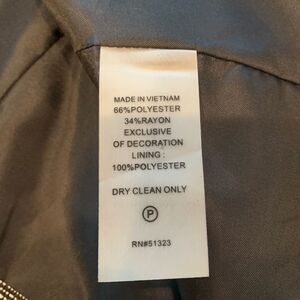 MADE IN VIETNAM
66%POLYESTER
34%RAYON
EXCLUSIVE
OF DECORATION
LINING :
100%POLYESTER
DRY CLEAN ONLY
P
RN#51323